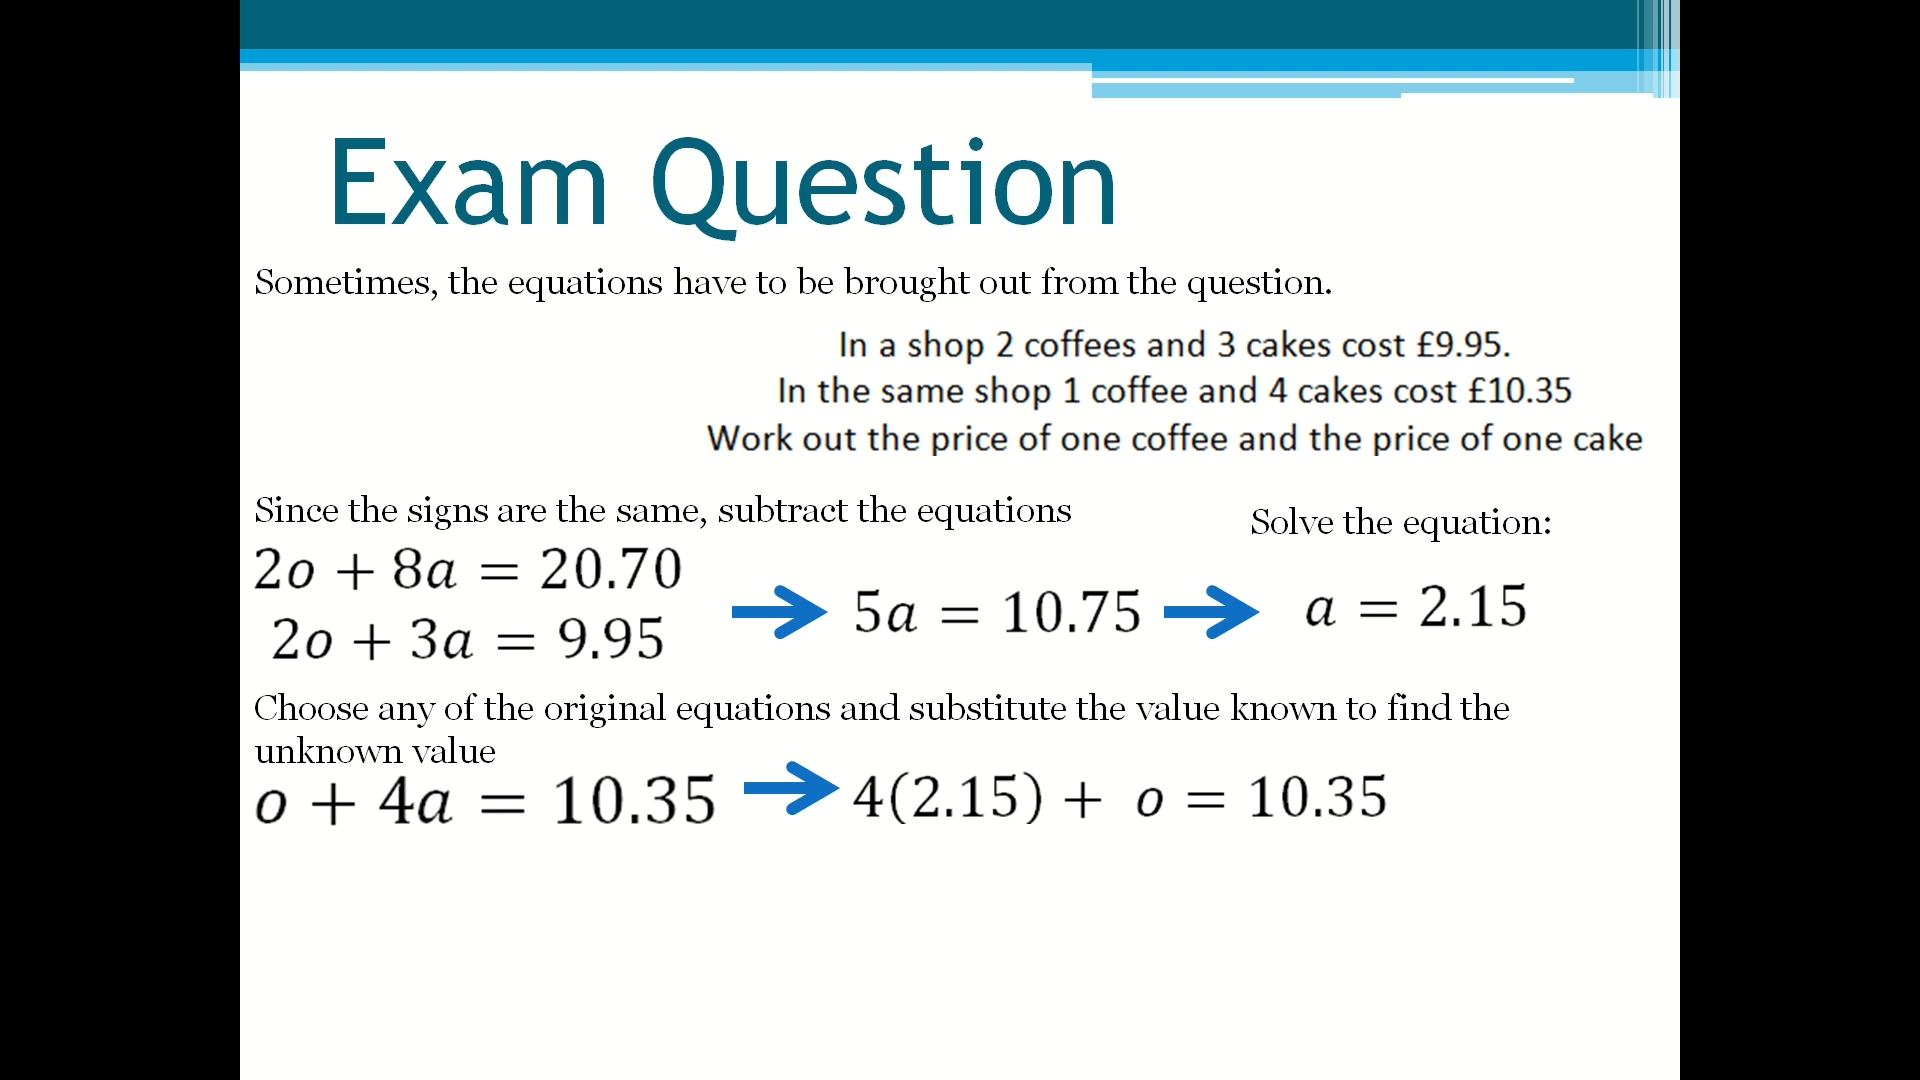 Exam Question
Sometimes, the equations have to be brought out from the question.
In a shop 2 coffees and 3 cakes cost £9.95.
In the same shop 1 coffee and 4 cakes cost £10.35
Work out the price of one coffee and the price of one cake
Since the signs are the same, subtract the equations
2o + 8a = 20.70
2o + 3a = 9.95
5a = 10.75
Solve the equation:
a = 2.15
Choose any of the original equations and substitute the value known to find the
unknown value
o + 4a = 10.35
4(2.15) + o = 10.35